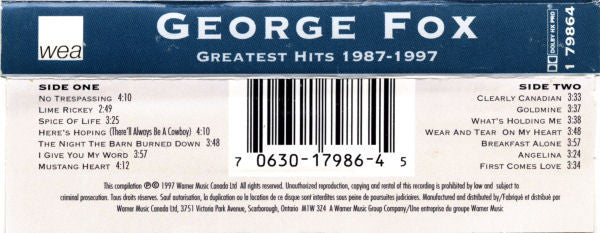 wea
GEORGE FOX
GREATEST HITS 1987-1997
DOLBY HX PRO
1 79864
SIDE ONE
NO TRESPASSING 4:10
LIME RICKEY 2:49
SPICE OF LIFE 3:25
HERE'S HOPING (There'll Always Be A Cowboy) 4:10
THE NIGHT THE BARN BURNED DOWN 3:48
I GIVE YOU MY WORD 3:57
MUSTANG HEART 4:12
7 0630-17986-4 5
SIDE TWO
CLEARLY CANADIAN 3:33
GOLDMINE 3:37
WHAT'S HOLDING ME 3:38
WEAR AND TEAR ON MY HEART 3:48
BREAKFAST ALONE 3:57
ANGELINA 3:24
FIRST COMES LOVE 3:34
This compilation ℗© 1997 Warner Music Canada Ltd All rights reserved. Unauthorized reproduction, copying and rental of this recording is prohibited by law and subject to
criminal prosecution. Tous droits réservés. Sauf autorisation, la duplication ou la location de ce disque sont interdites sous peine de poursuites judiciaires. Manufactured and distributed by/Fabriqué et distribué par
Warner Music Canada Ltd, 3751 Victoria Park Avenue, Scarborough, Ontario M1W 3Z4 A Warner Music Group Company/Une entreprise du groupe Warner Music